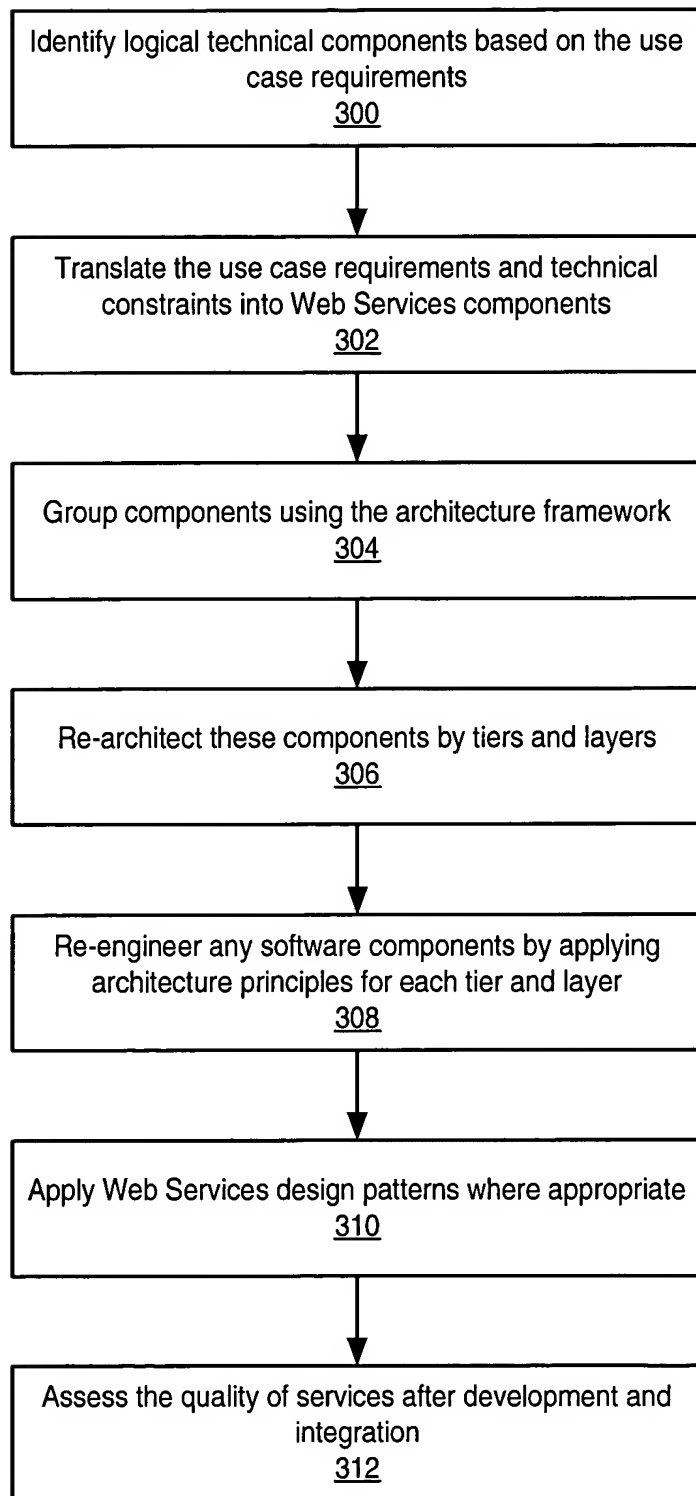 Identify logical technical components based on the use
case requirements
300
Translate the use case requirements and technical
constraints into Web Services components
302
Group components using the architecture framework
304
Re-architect these components by tiers and layers
306
Re-engineer any software components by applying
architecture principles for each tier and layer
308
Apply Web Services design patterns where appropriate
310
Assess the quality of services after development and
integration
312